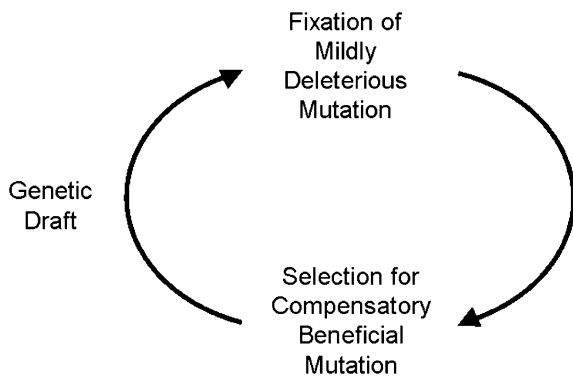 Fixation of
Mildly
Deleterious
Mutation
Genetic
Draft
Selection for
Compensatory
Beneficial
Mutation